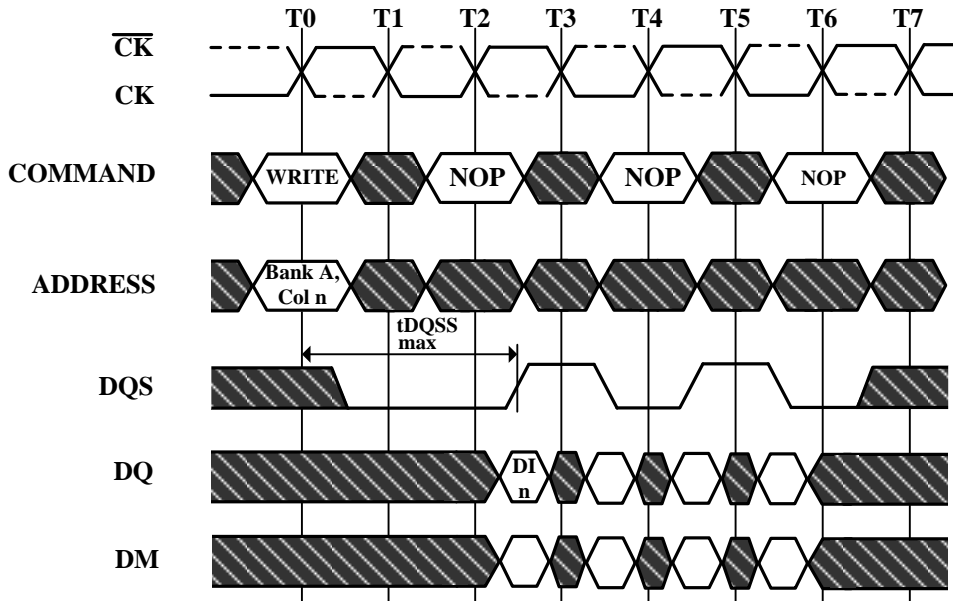 T0 T1 T2 T3 T4 T5 T6 T7
CK
CK
COMMAND WRITE NOP NOP NOP
ADDRESS Bank A,
Col n
tDQSS
max
DQS
DQ DI
n
DM